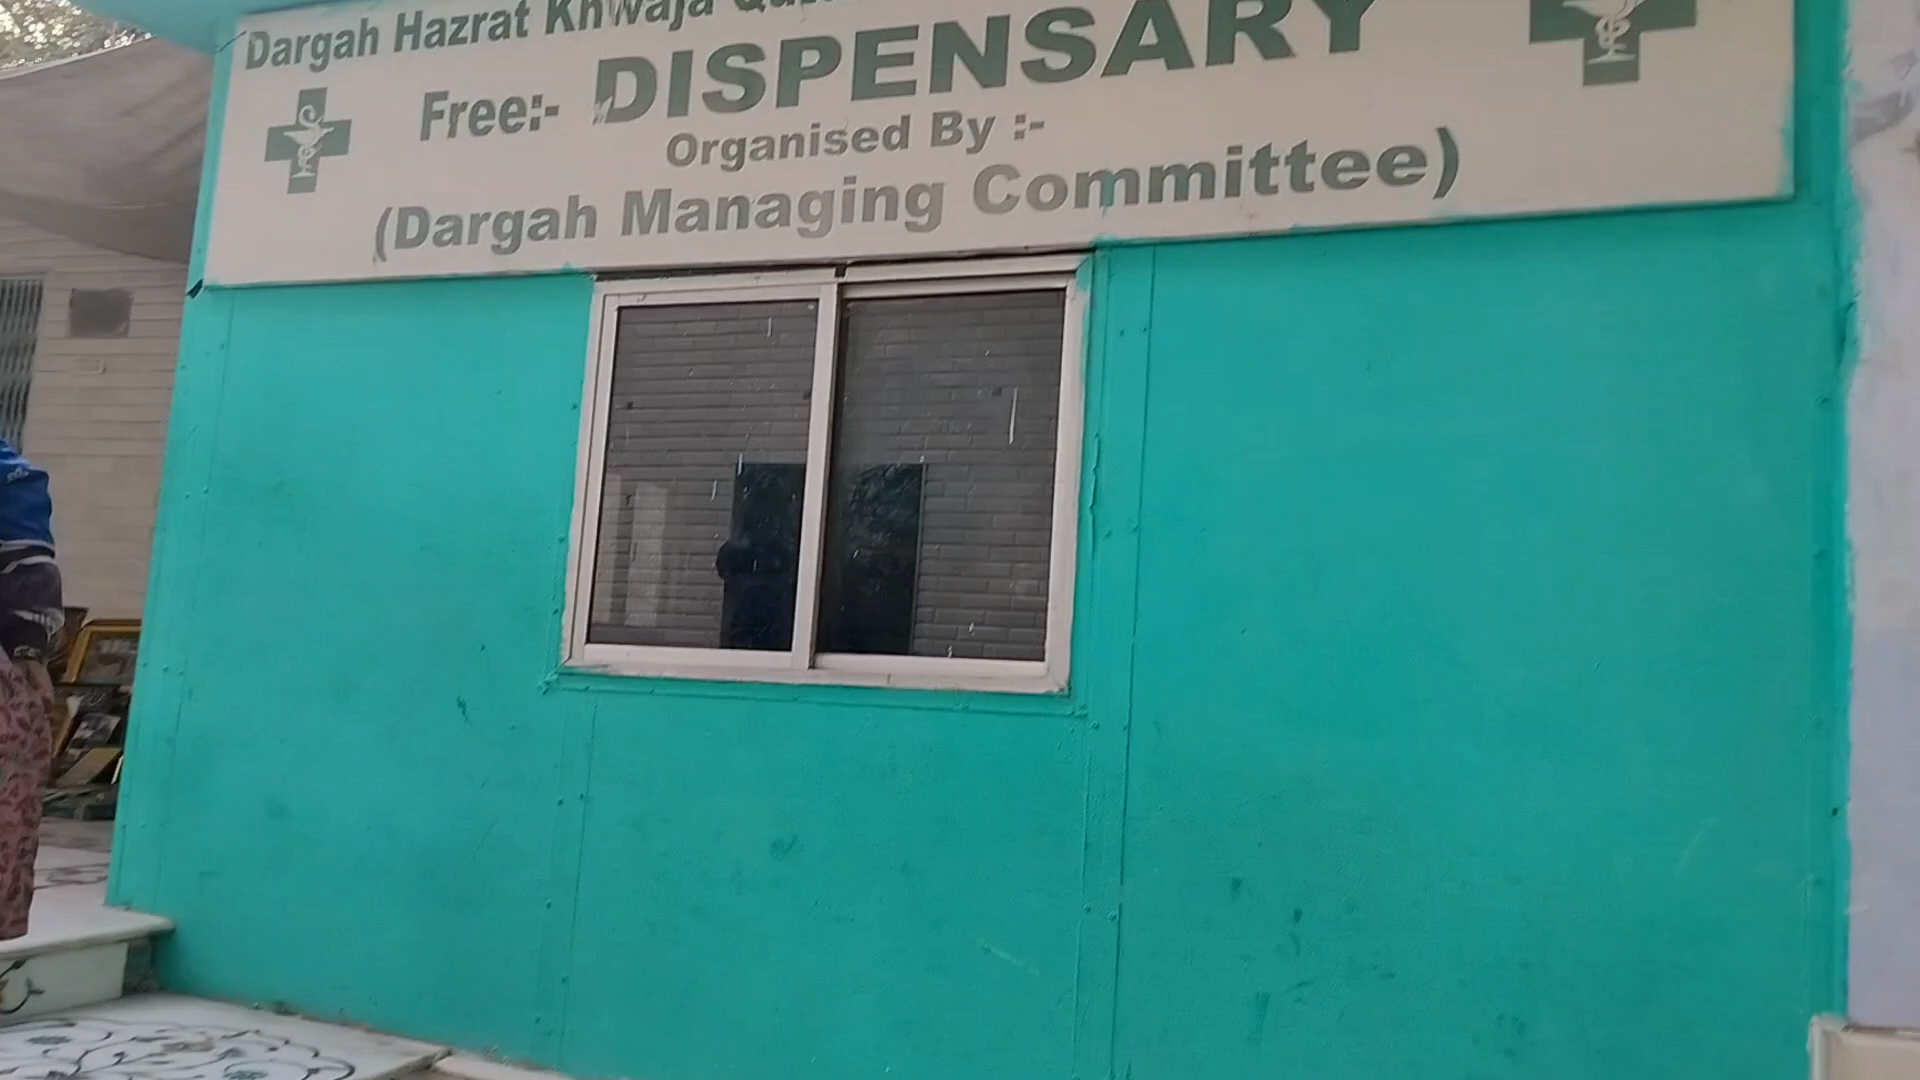 Dargah Hazrat Khwaja
Free:- DISPENSARY
Organised By :-
(Dargah Managing Committee)